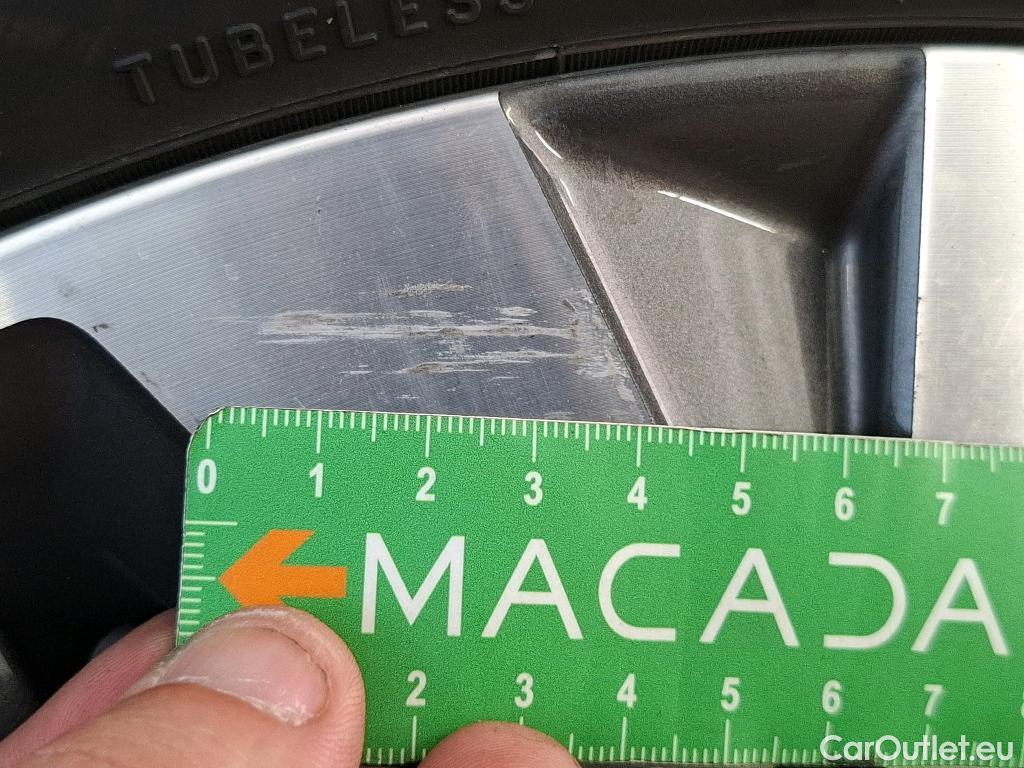 TUBELESS
0 1 2 3 4 5 6 7
MACADA
2 3 4 5 6 7
CarOutlet.eu